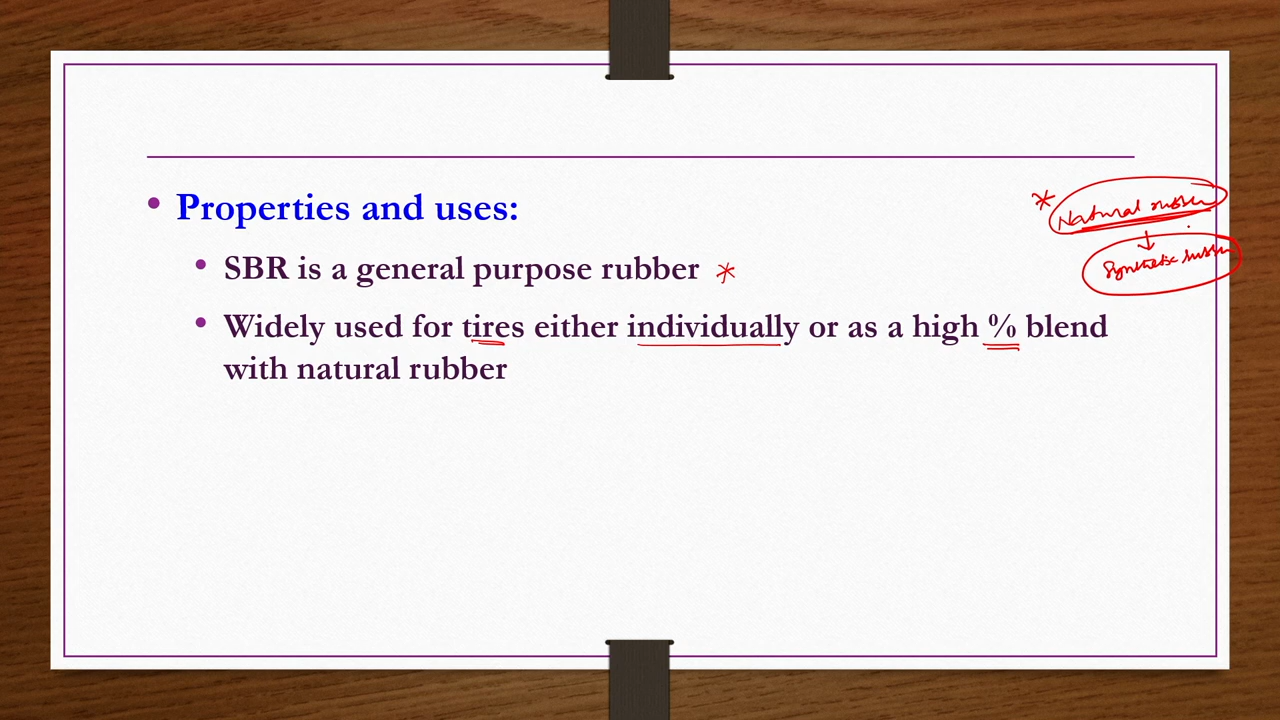 Properties and uses:
Natural rubber
SBR is a general purpose rubber *
Synthetic rubber
Widely used for tires either individually or as a high % blend
with natural rubber